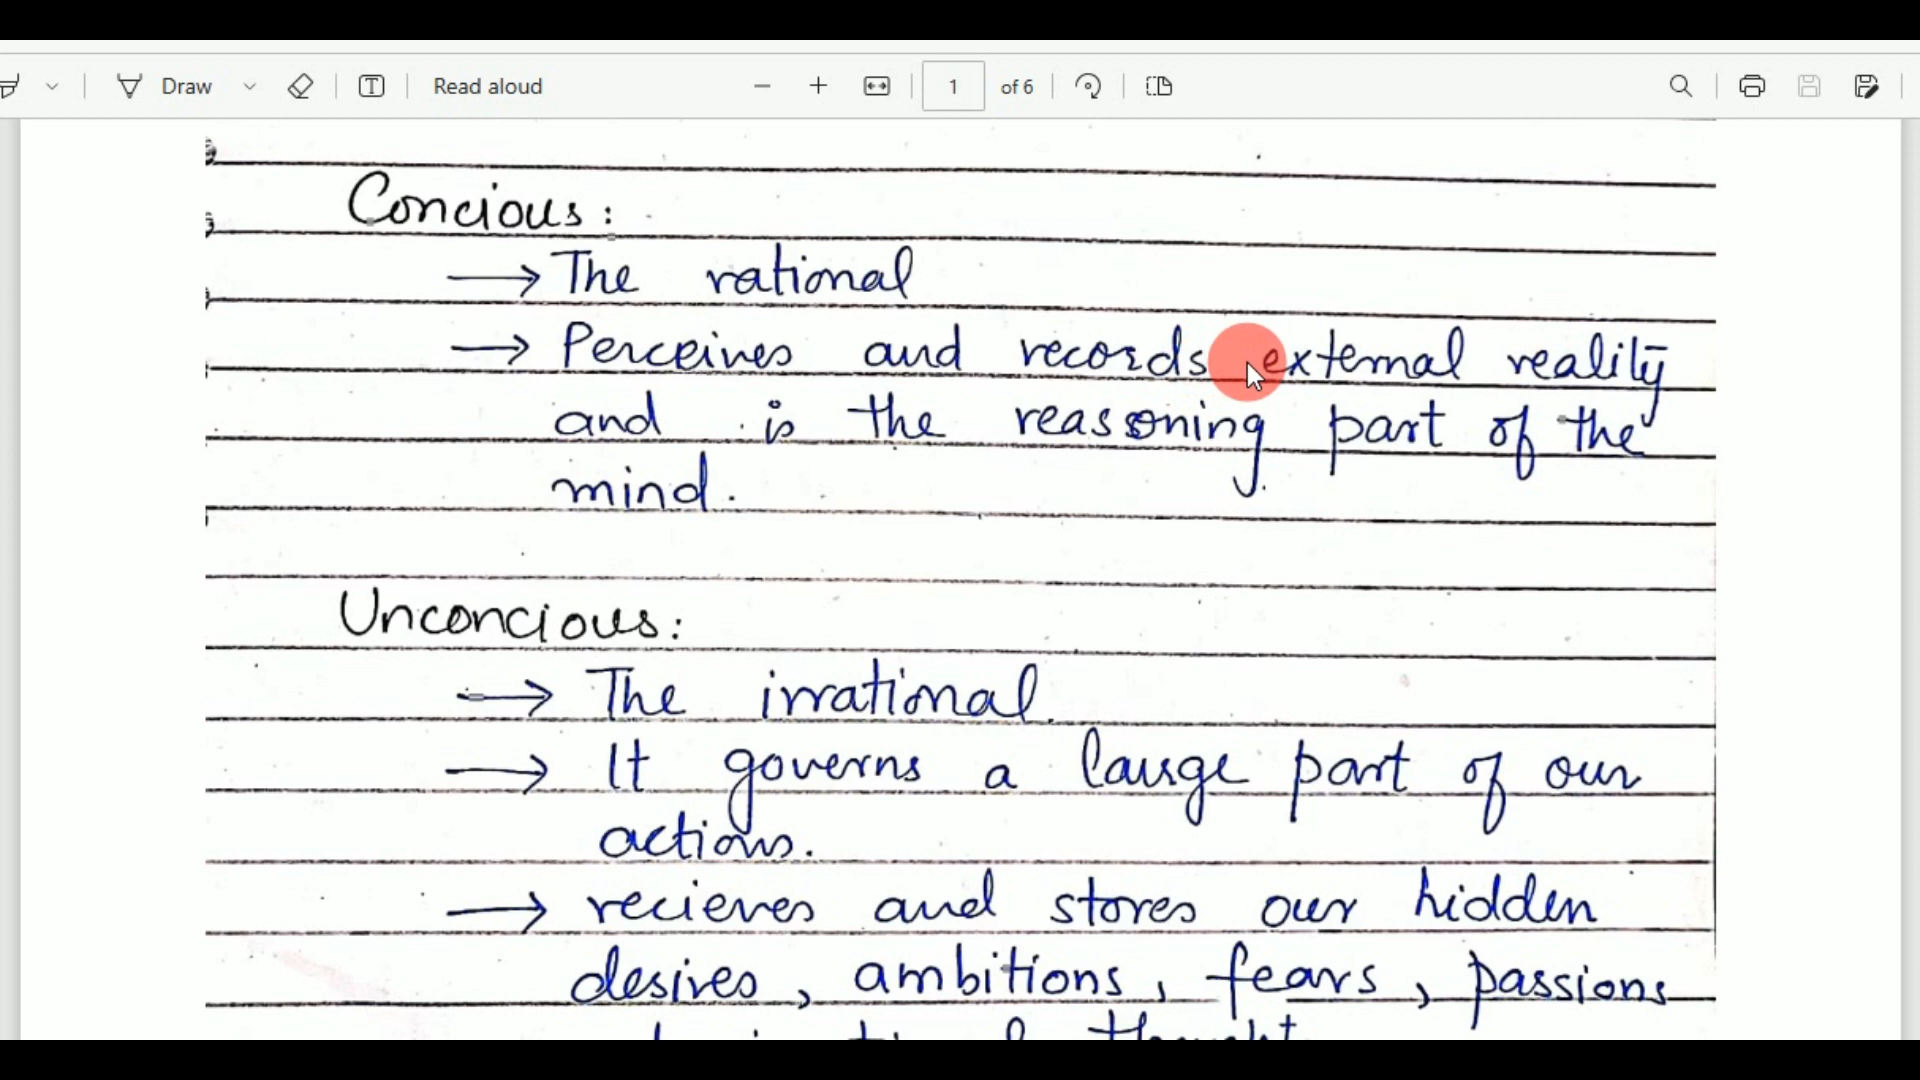 Draw
Read aloud
1 of 6
Concious:
→ The rational
→ Perceives and records external reality
and is the reasoning part of the
mind.
Unconcious:
→ The irrational.
→ It governs a large part of our
actions.
→ recieves and stores our hidden
desires, ambitions, fears, passions